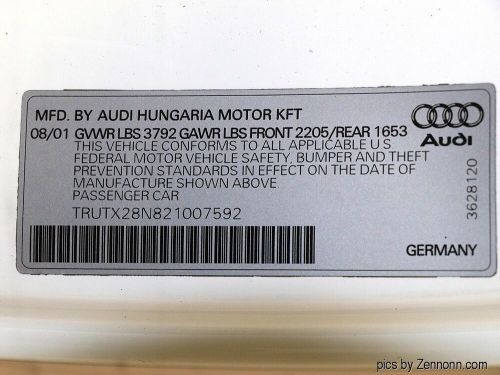 MFD. BY AUDI HUNGARIA MOTOR KFT
08/01 GVWR LBS 3792 GAWR LBS FRONT 2205/REAR 1653
THIS VEHICLE CONFORMS TO ALL APPLICABLE U S
FEDERAL MOTOR VEHICLE SAFETY, BUMPER AND THEFT
PREVENTION STANDARDS IN EFFECT ON THE DATE OF
MANUFACTURE SHOWN ABOVE
PASSENGER CAR
TRUTX28N821007592
Audi
3628120
GERMANY
pics by Zennonn.com